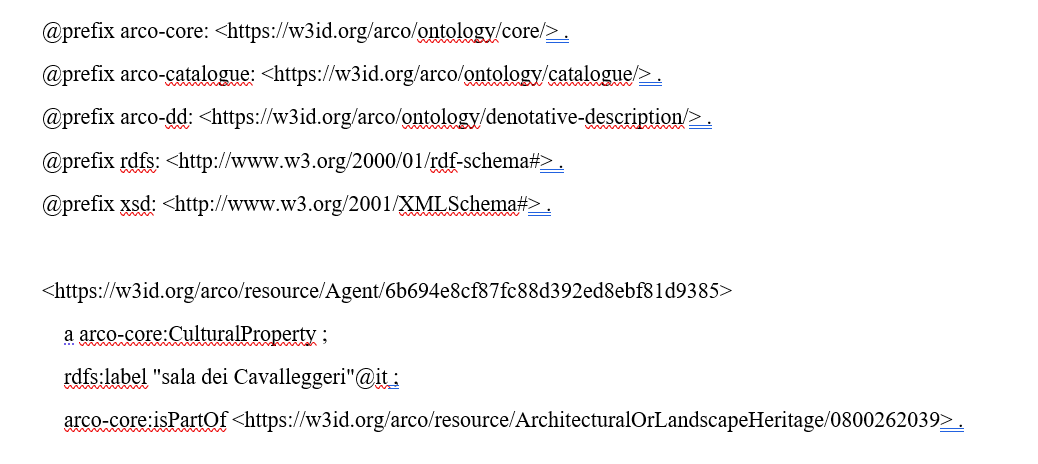 @prefix arco-core: <https://w3id.org/arco/ontology/core/> .
@prefix arco-catalogue: <https://w3id.org/arco/ontology/catalogue/> .
@prefix arco-dd: <https://w3id.org/arco/ontology/denotative-description/> .
@prefix rdfs: <http://www.w3.org/2000/01/rdf-schema#> .
@prefix xsd: <http://www.w3.org/2001/XMLSchema#> .
<https://w3id.org/arco/resource/Agent/6b694e8cf87fc88d392ed8ebf81d9385>
a arco-core:CulturalProperty ;
rdfs:label "sala dei Cavalleggeri"@it ;
arco-core:isPartOf <https://w3id.org/arco/resource/ArchitecturalOrLandscapeHeritage/0800262039> .